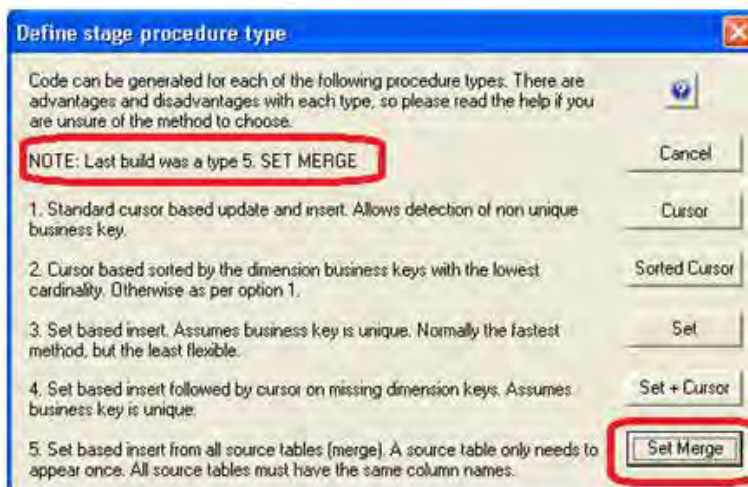 Define stage procedure type
Code can be generated for each of the following procedure types. There are
advantages and disadvantages with each type, so please read the help if you
are unsure of the method to choose.
NOTE: Last build was a type 5. SET MERGE
Cancel
1. Standard cursor based update and insert. Allows detection of non unique
business key.
Cursor
2. Cursor based sorted by the dimension business keys with the lowest
cardinality. Otherwise as per option 1.
Sorted Cursor
3. Set based insert. Assumes business key is unique. Normally the fastest
method, but the least flexible.
Set
4. Set based insert followed by cursor on missing dimension keys. Assumes
business key is unique.
Set + Cursor
5. Set based insert from all source tables (merge). A source table only needs to
appear once. All source tables must have the same column names.
Set Merge